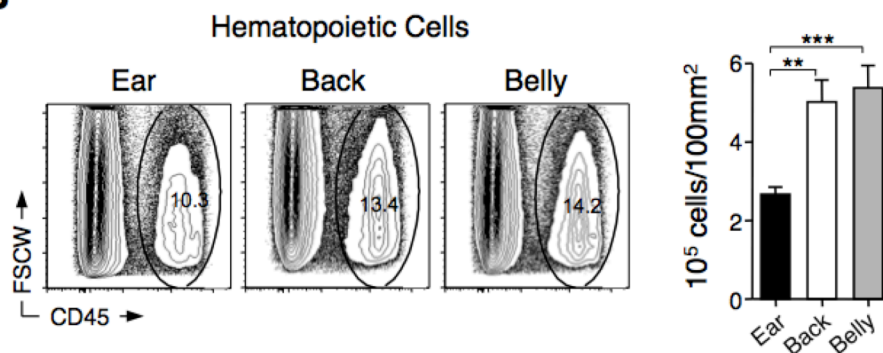 Hematopoietic Cells
Ear Back Belly
10.3 13.4 14.2
FSCW
CD45
10⁵ cells/100mm²
6
4
2
0
***
**
Ear Back Belly